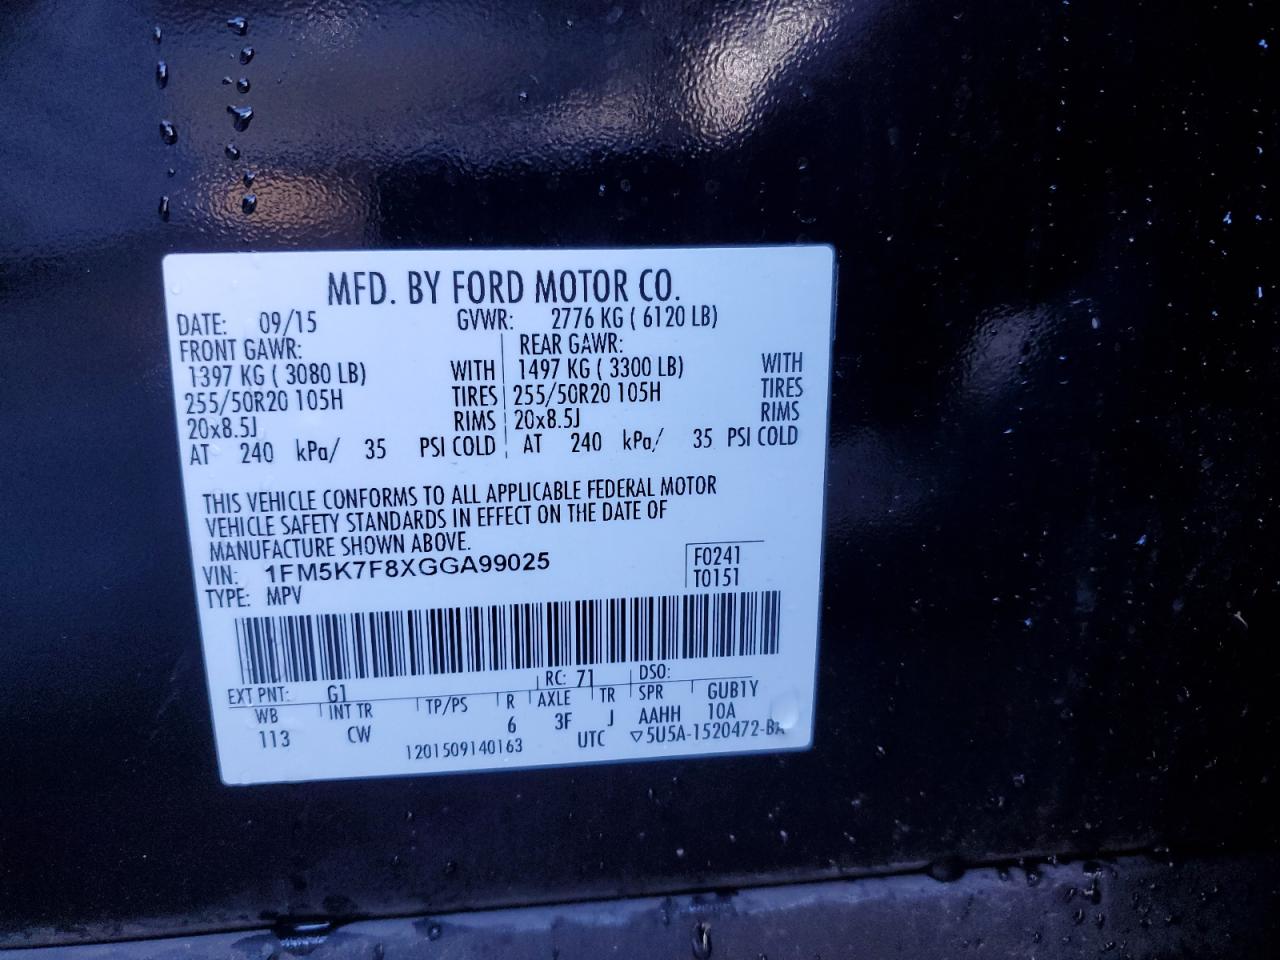 MFD. BY FORD MOTOR CO.
DATE: 09/15 GVWR: 2776 KG ( 6120 LB)
FRONT GAWR: REAR GAWR:
1397 KG ( 3080 LB) WITH 1497 KG ( 3300 LB) WITH
255/50R20 105H TIRES 255/50R20 105H TIRES
20x8.5J RIMS 20x8.5J RIMS
AT 240 kPa/ 35 PSI COLD AT 240 kPa/ 35 PSI COLD
THIS VEHICLE CONFORMS TO ALL APPLICABLE FEDERAL MOTOR
VEHICLE SAFETY STANDARDS IN EFFECT ON THE DATE OF
MANUFACTURE SHOWN ABOVE.
VIN: 1FM5K7F8XGGA99025 F0241
TYPE: MPV T0151
EXT PNT: G1 RC: 71 DSO:
WB INT TR TP/PS R AXLE TR SPR GUB1Y
113 CW 6 3F J AAHH 10A
1201509140163 UTC ▽5U5A-1520472-BA